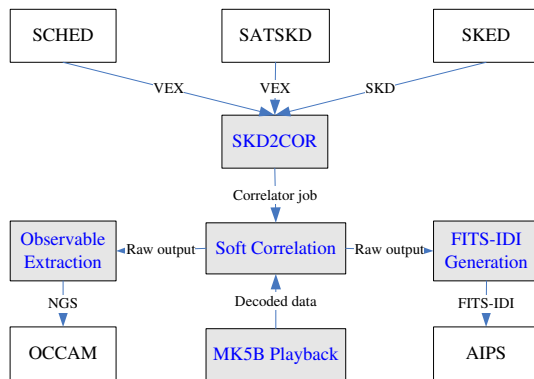 SCHED
SATSKD
SKED
VEX
VEX
SKD
SKD2COR
Correlator job
Observable
Extraction
Raw output
Soft Correlation
Raw output
FITS-IDI
Generation
NGS
Decoded data
FITS-IDI
OCCAM
MK5B Playback
AIPS